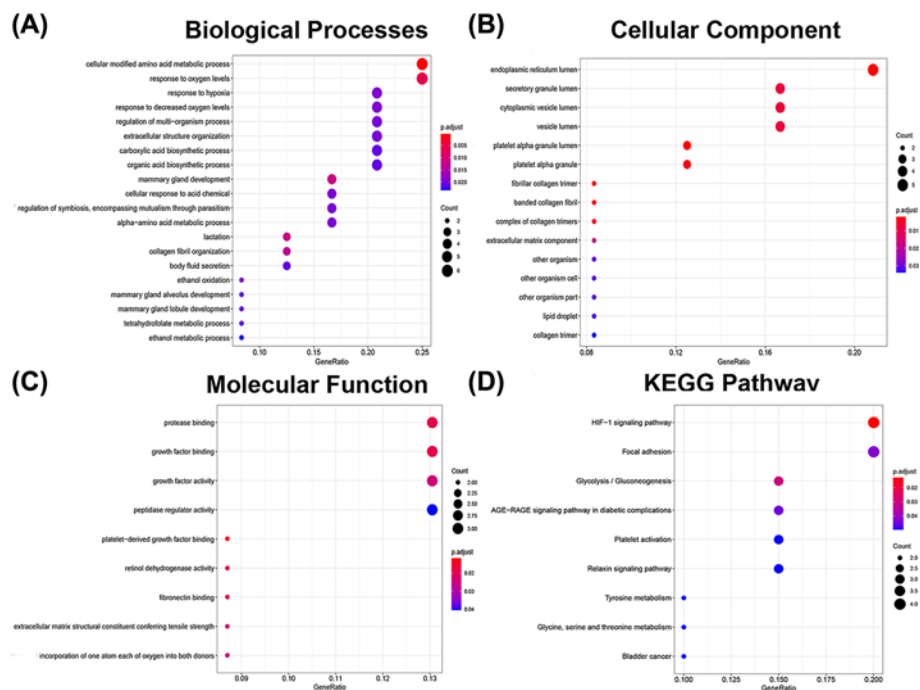 (A)
Biological Processes
cellular modified amino acid metabolic process
response to oxygen levels
response to hypoxia
response to decreased oxygen levels
regulation of multi-organism process
extracellular structure organization
carboxylic acid biosynthetic process
organic acid biosynthetic process
mammary gland development
cellular response to acid chemical
regulation of symbiosis, encompassing mutualism through parasitism
alpha-amino acid metabolic process
lactation
collagen fibril organization
body fluid secretion
ethanol oxidation
mammary gland alveolus development
mammary gland lobule development
tetrahydrofolate metabolic process
ethanol metabolic process
0.10 0.15 0.20 0.25
GeneRatio
p.adjust
0.005
0.010
0.015
0.020
Count
2
3
4
5
6
(B)
Cellular Component
endoplasmic reticulum lumen
secretory granule lumen
cytoplasmic vesicle lumen
vesicle lumen
platelet alpha granule lumen
platelet alpha granule
fibrillar collagen trimer
banded collagen fibril
complex of collagen trimers
extracellular matrix component
other organism
other organism cell
other organism part
lipid droplet
collagen trimer
0.08 0.12 0.16 0.20
GeneRatio
Count
2
3
4
5
p.adjust
0.01
0.02
0.03
(C)
Molecular Function
protease binding
growth factor binding
growth factor activity
peptidase regulator activity
platelet-derived growth factor binding
retinol dehydrogenase activity
fibronectin binding
extracellular matrix structural constituent conferring tensile strength
incorporation of one atom each of oxygen into both donors
0.09 0.10 0.11 0.12 0.13
GeneRatio
Count
2.00
2.25
2.50
2.75
3.00
p.adjust
0.02
0.03
0.04
(D)
KEGG Pathwav
HIF-1 signaling pathway
Focal adhesion
Glycolysis / Gluconeogenesis
AGE-RAGE signaling pathway in diabetic complications
Platelet activation
Relaxin signaling pathway
Tyrosine metabolism
Glycine, serine and threonine metabolism
Bladder cancer
0.100 0.125 0.150 0.175 0.200
GeneRatio
p.adjust
0.02
0.03
0.04
Count
2.0
2.5
3.0
3.5
4.0